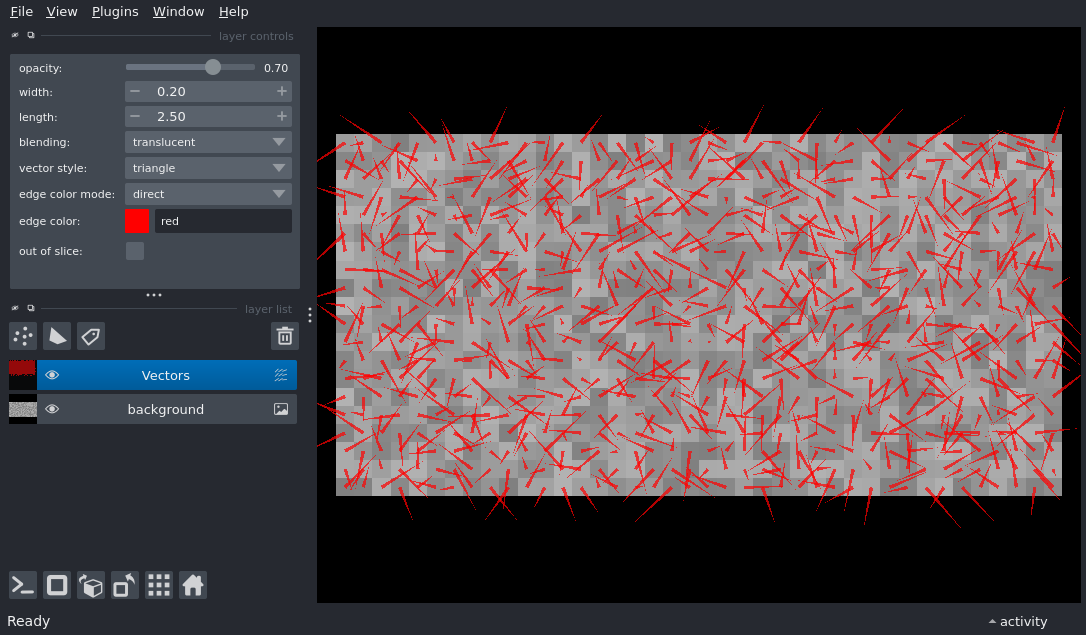 File View Plugins Window Help
layer controls
opacity: 0.70
width: − 0.20 +
length: − 2.50 +
blending: translucent
vector style: triangle
edge color mode: direct
edge color: red
out of slice:
layer list
Vectors
background
Ready activity